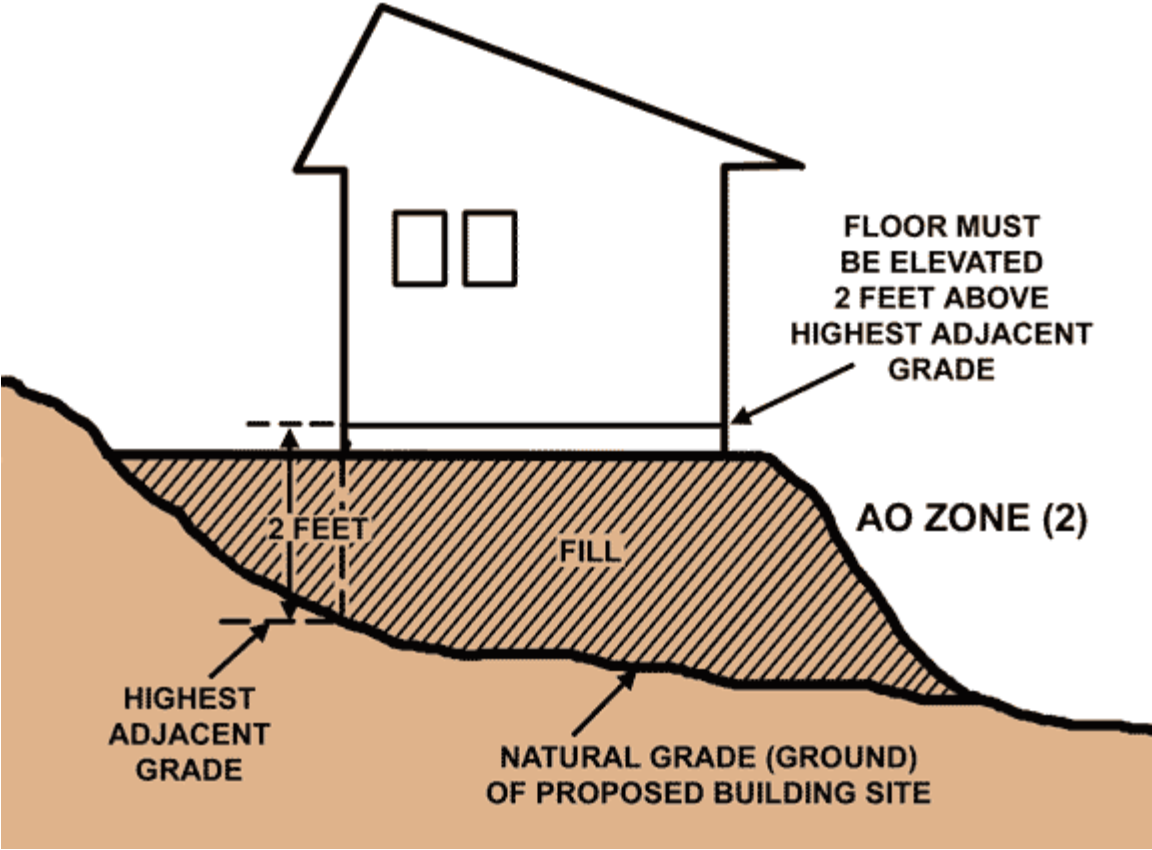 FLOOR MUST
BE ELEVATED
2 FEET ABOVE
HIGHEST ADJACENT
GRADE
AO ZONE (2)
2 FEET
FILL
HIGHEST
ADJACENT
GRADE
NATURAL GRADE (GROUND)
OF PROPOSED BUILDING SITE